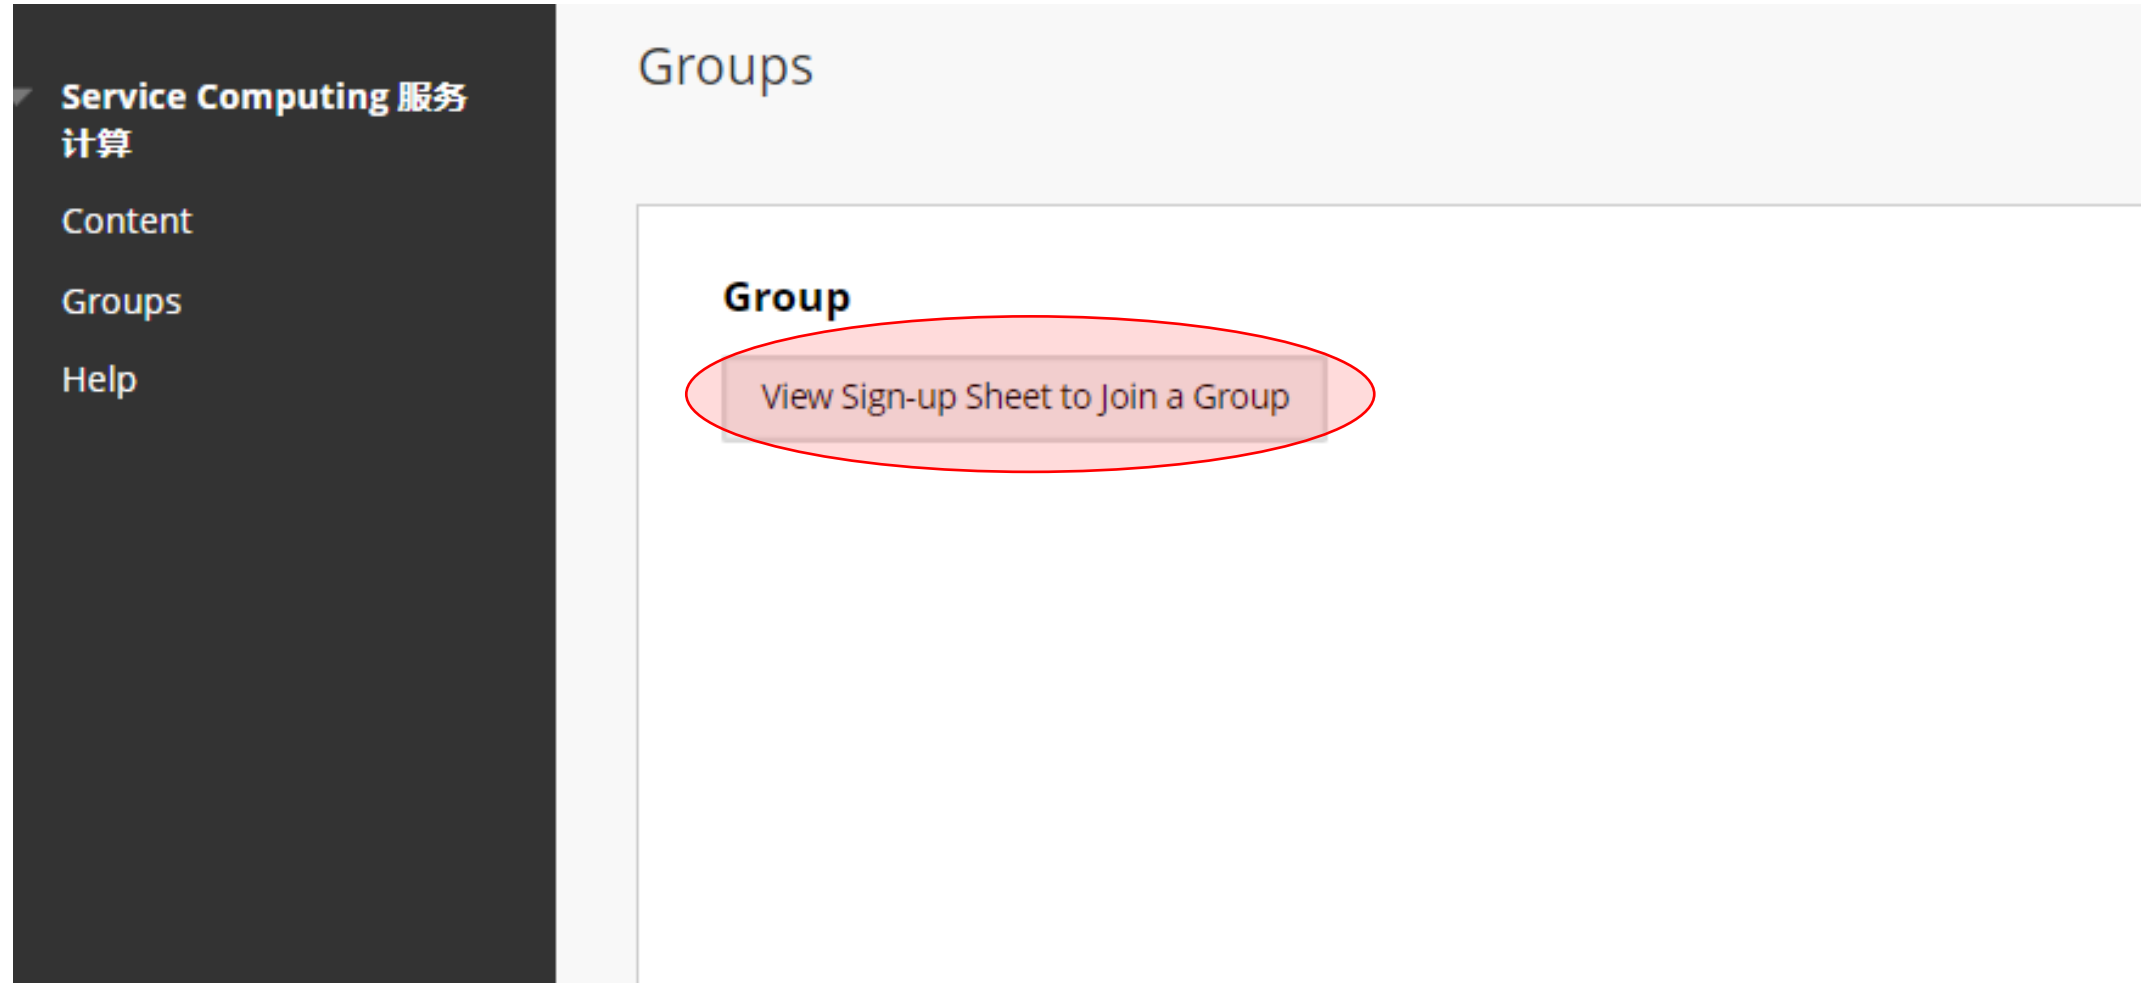 Service Computing 服务
计算
Content
Groups
Help
Groups
Group
View Sign-up Sheet to Join a Group